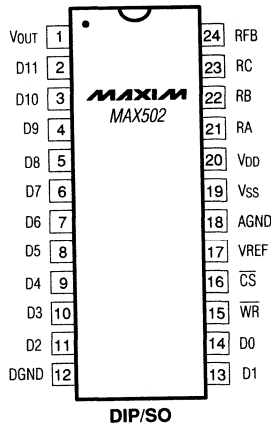 VOUT 1 24 RFB
D11 2 23 RC
D10 3 MAXIM 22 RB
D9 4 MAX502 21 RA
D8 5 20 VDD
D7 6 19 VSS
D6 7 18 AGND
D5 8 17 VREF
D4 9 16 C̅S̅
D3 10 15 W̅R̅
D2 11 14 D0
DGND 12 13 D1
DIP/SO